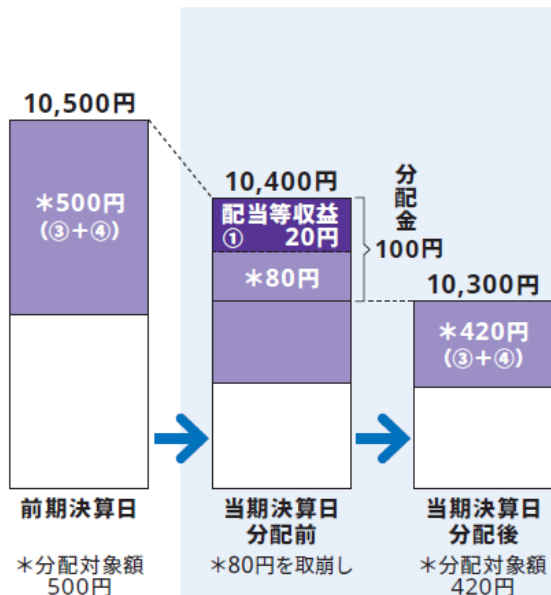 10,500円
＊500円
（③＋④）
前期決算日
＊分配対象額
500円
10,400円
配当等収益
① 20円
＊80円
分配金
100円
当期決算日
分配前
＊80円を取崩し
10,300円
＊420円
（③＋④）
当期決算日
分配後
＊分配対象額
420円